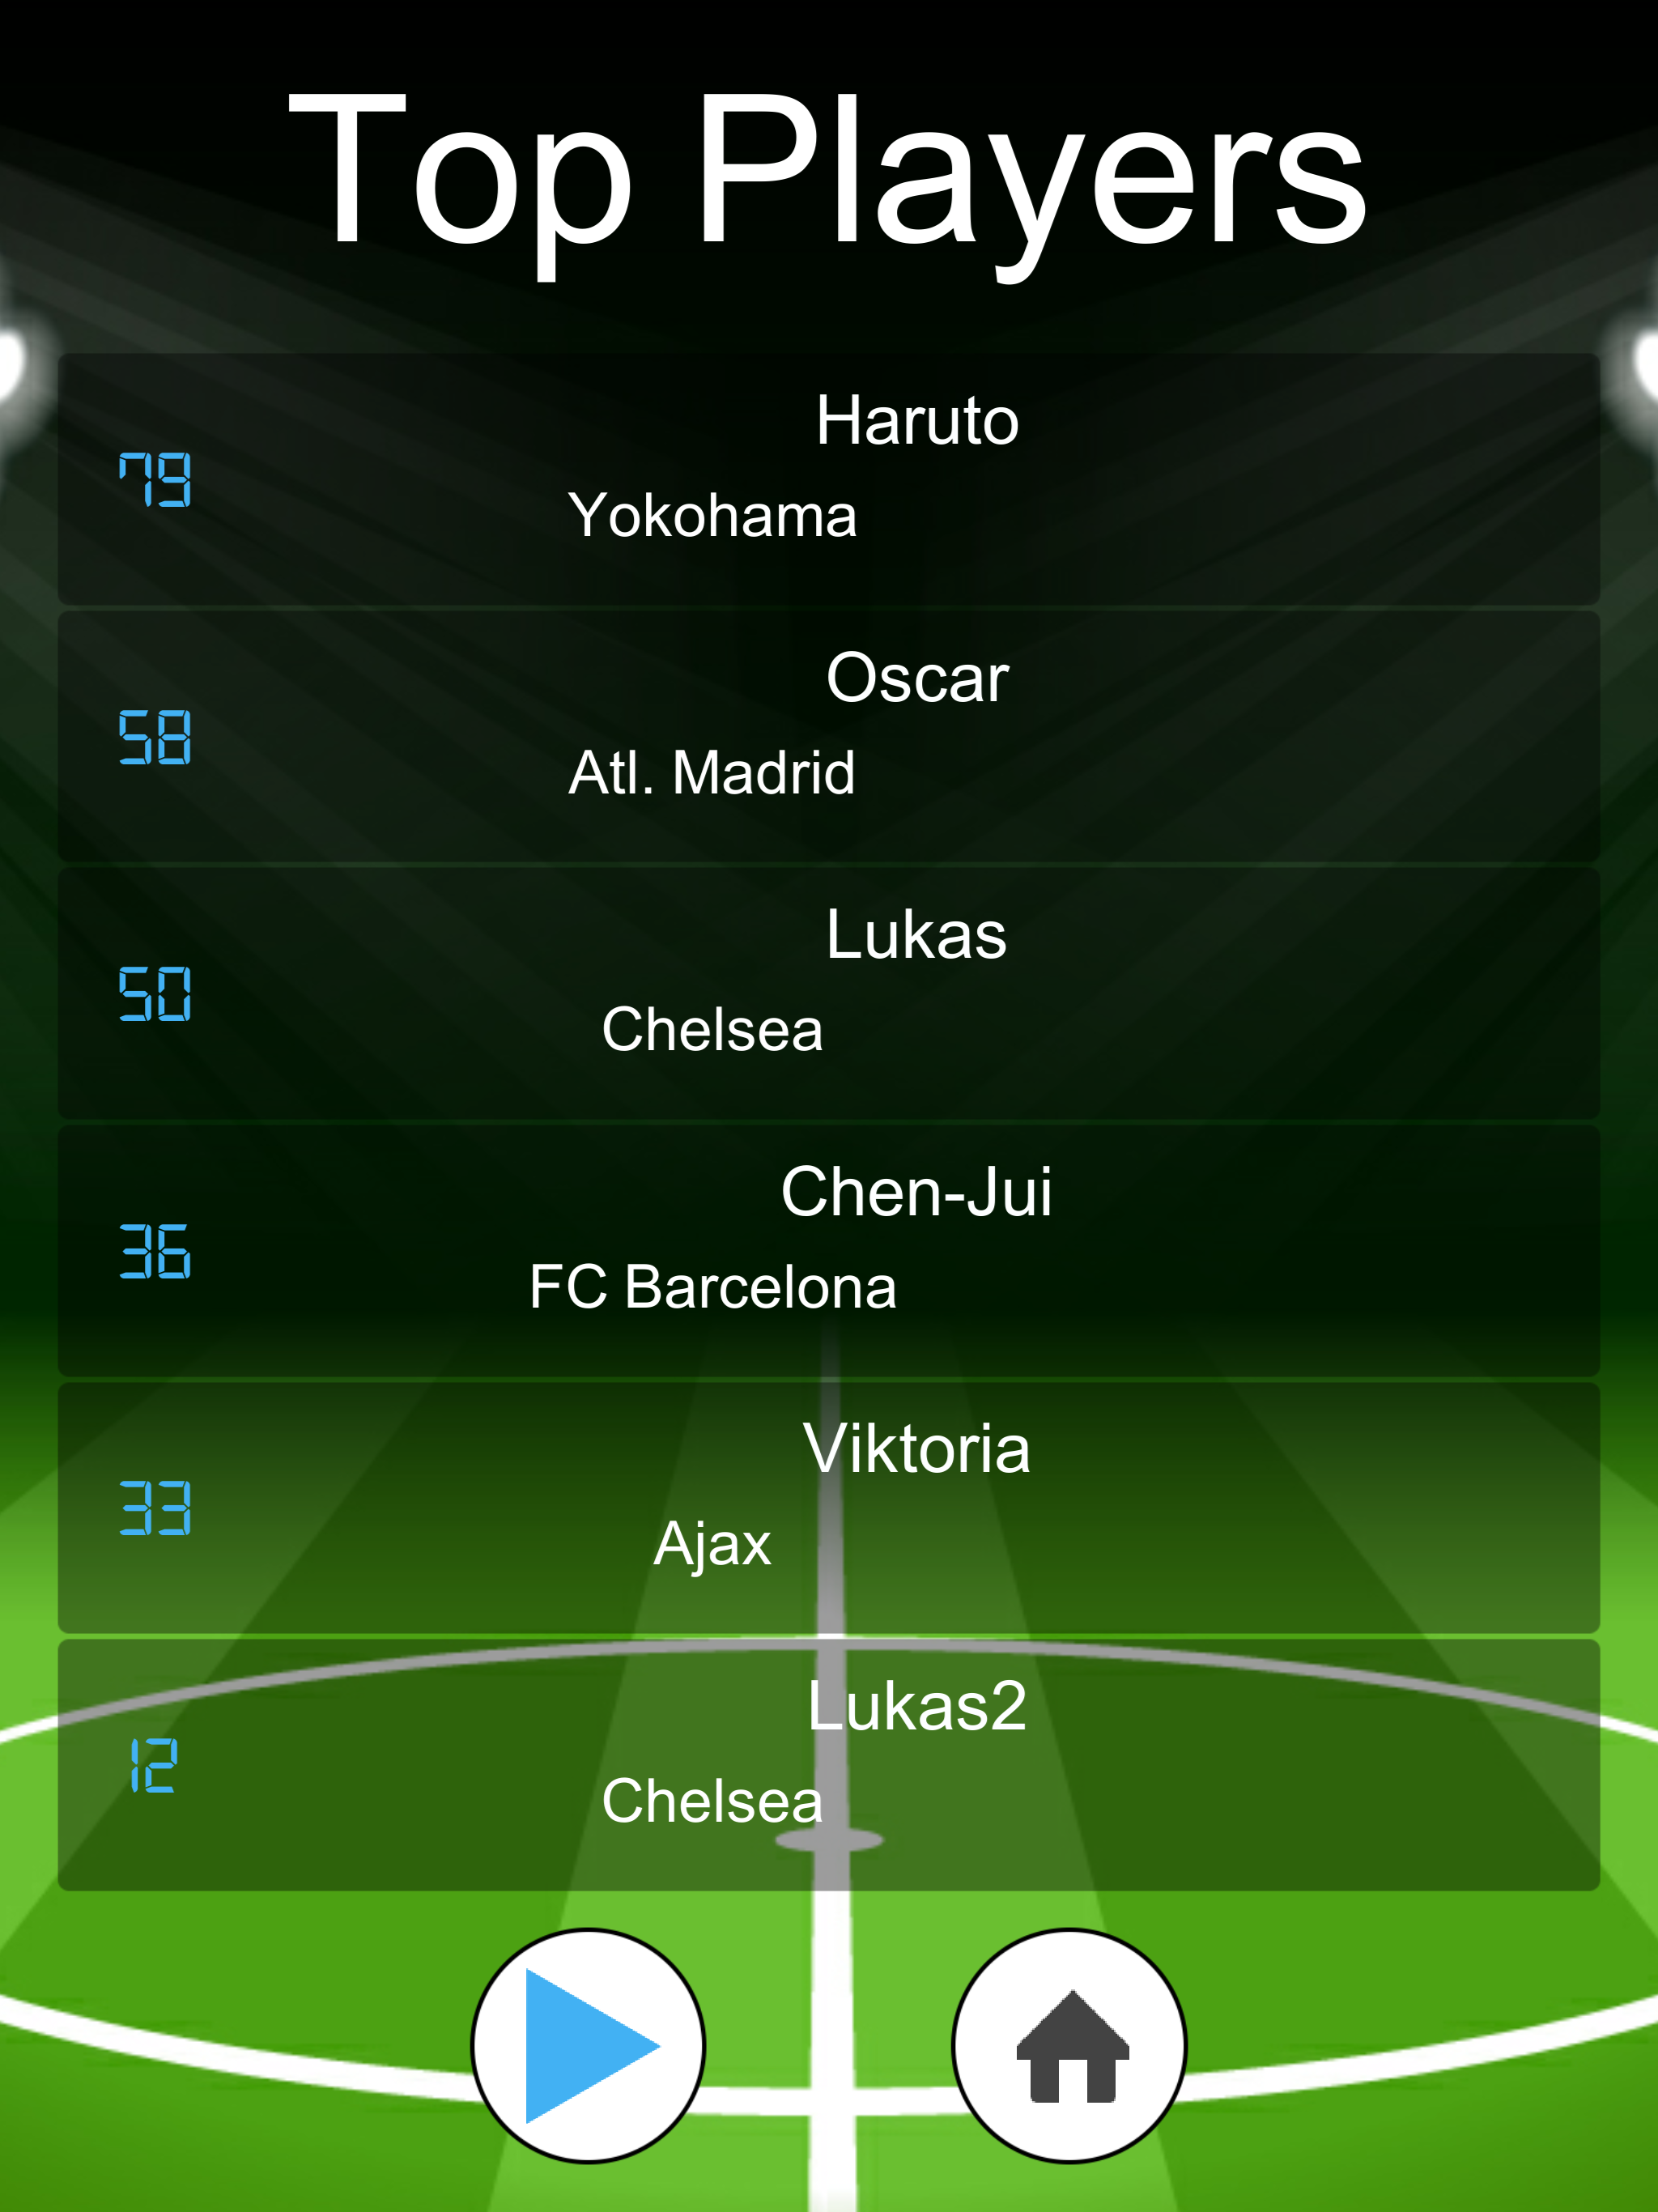 Top Players
Haruto
79
Yokohama
Oscar
58
Atl. Madrid
Lukas
50
Chelsea
Chen-Jui
36
FC Barcelona
Viktoria
33
Ajax
Lukas2
12
Chelsea